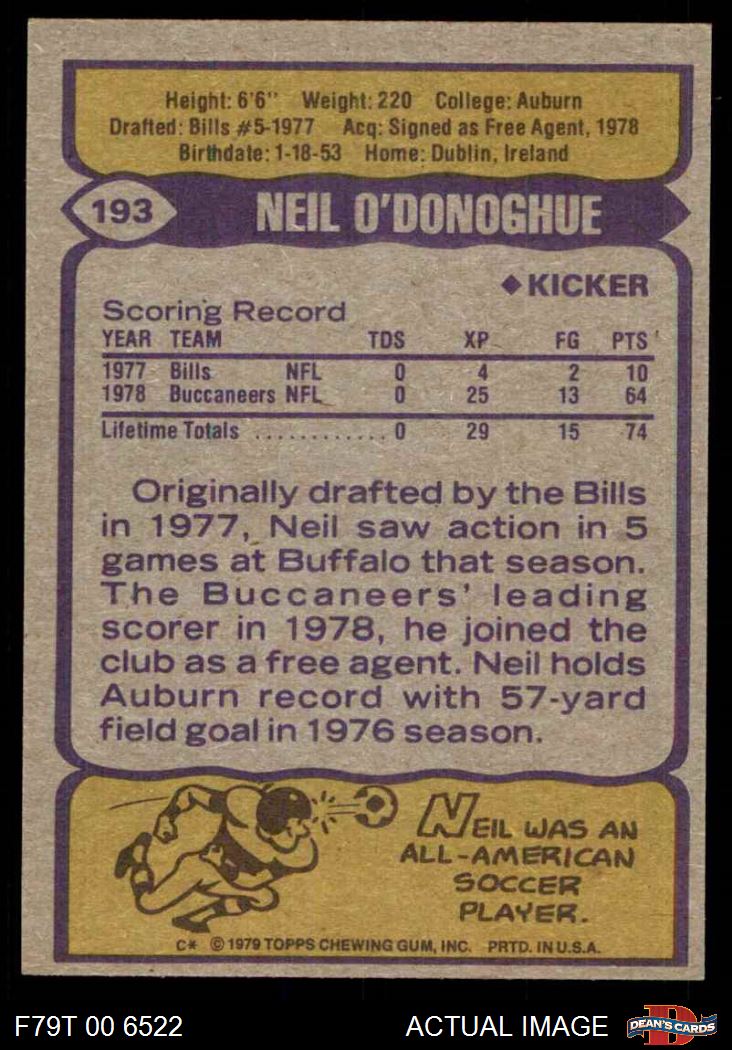 Height: 6'6" Weight: 220 College: Auburn
Drafted: Bills #5-1977 Acq: Signed as Free Agent, 1978
Birthdate: 1-18-53 Home: Dublin, Ireland
193 NEIL O'DONOGHUE
◆KICKER
Scoring Record
YEAR TEAM TDS XP FG PTS
1977 Bills NFL 0 4 2 10
1978 Buccaneers NFL 0 25 13 64
Lifetime Totals ............ 0 29 15 74
Originally drafted by the Bills
in 1977, Neil saw action in 5
games at Buffalo that season.
The Buccaneers' leading
scorer in 1978, he joined the
club as a free agent. Neil holds
Auburn record with 57-yard
field goal in 1976 season.
NEIL WAS AN
ALL-AMERICAN
SOCCER
PLAYER.
C* © 1979 TOPPS CHEWING GUM, INC. PRTD. IN U.S.A.
F79T 00 6522 ACTUAL IMAGE D DEAN'S CARDS